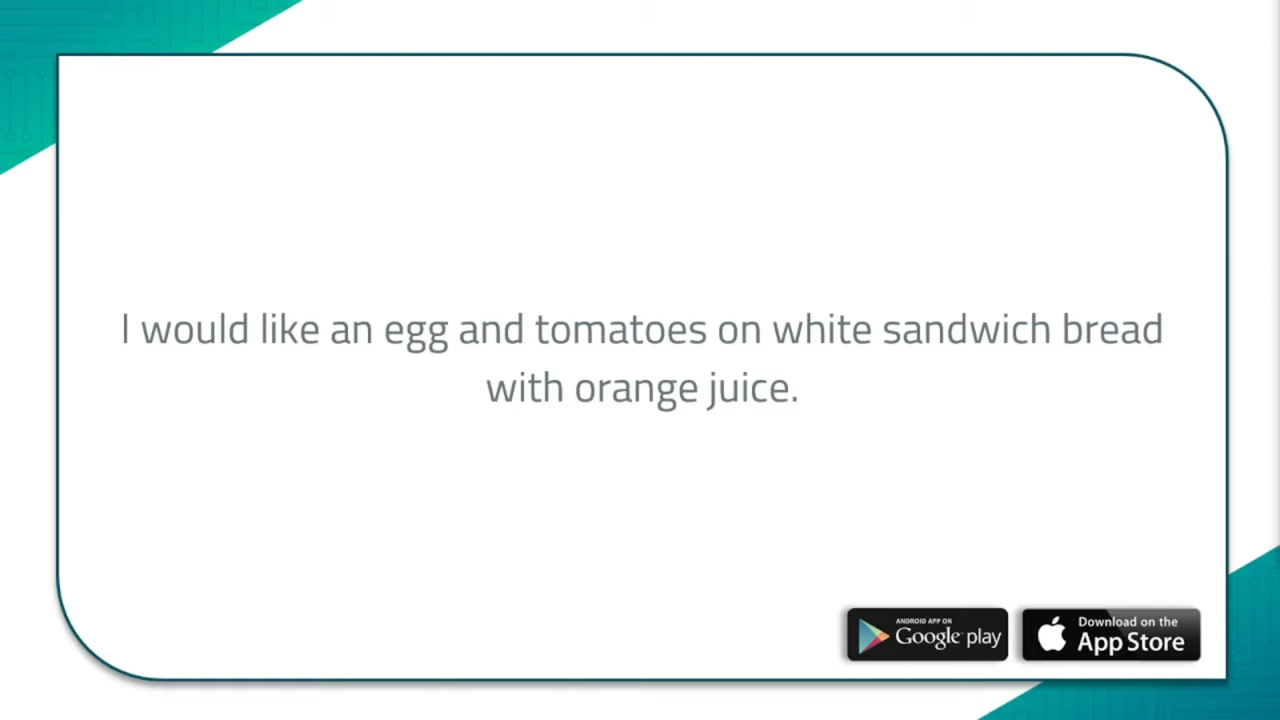 I would like an egg and tomatoes on white sandwich bread
with orange juice.
ANDROID APP ON
Google play
Download on the
App Store